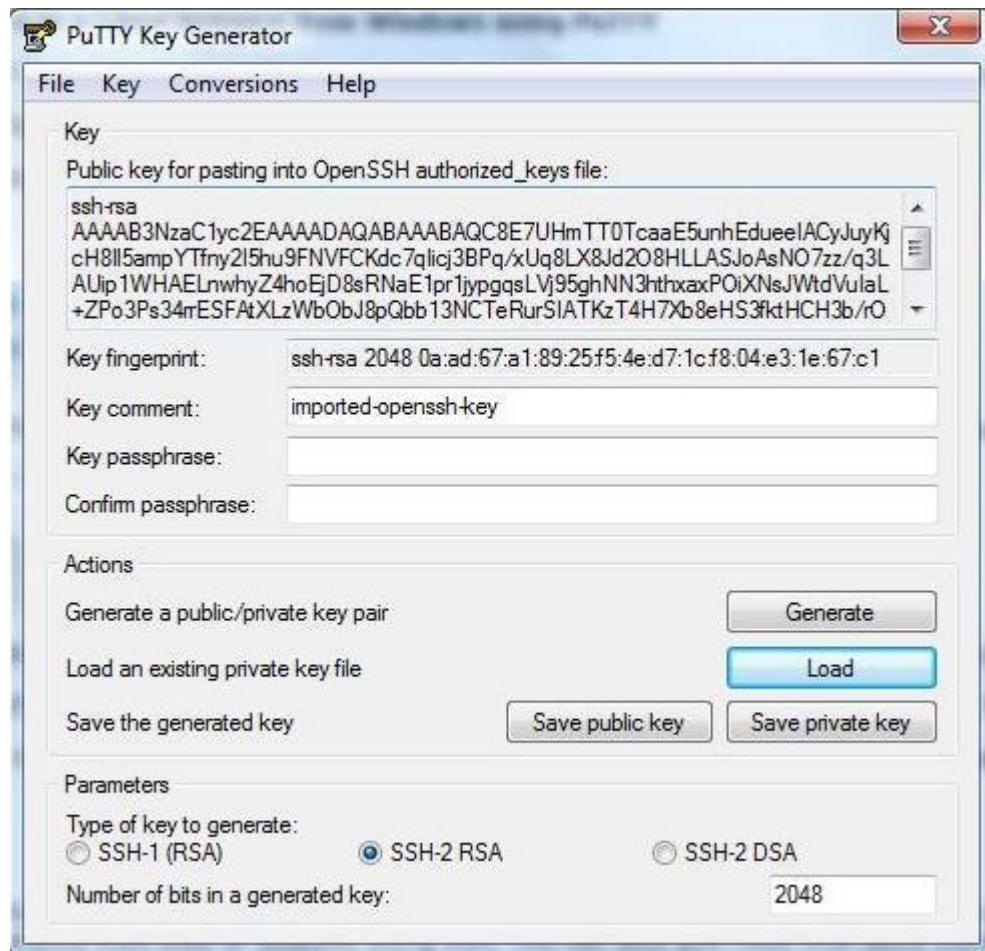 from Windows using PuTTY
PuTTY Key Generator
File Key Conversions Help
Key
Public key for pasting into OpenSSH authorized_keys file:
ssh-rsa
AAAAB3NzaC1yc2EAAAADAQABAAABAQC8E7UHmTT0TcaaE5unhEdueeIACyJuyKj
cH8Il5ampYTfny2I5hu9FNVFCKdc7qlicj3BPq/xUq8LX8Jd2O8HLLASJoAsNO7zz/q3L
AUip1WHAELnwhyZ4hoEjD8sRNaE1pr1jypgqsLVj95ghNN3hthxaxPOiXNsJWtdVulaL
+ZPo3Ps34rrESFAtXLzWbObJ8pQbb13NCTeRurSIATKzT4H7Xb8eHS3fktHCH3b/rO
Key fingerprint: ssh-rsa 2048 0a:ad:67:a1:89:25:f5:4e:d7:1c:f8:04:e3:1e:67:c1
Key comment: imported-openssh-key
Key passphrase:
Confirm passphrase:
Actions
Generate a public/private key pair Generate
Load an existing private key file Load
Save the generated key Save public key Save private key
Parameters
Type of key to generate:
SSH-1 (RSA) SSH-2 RSA SSH-2 DSA
Number of bits in a generated key: 2048